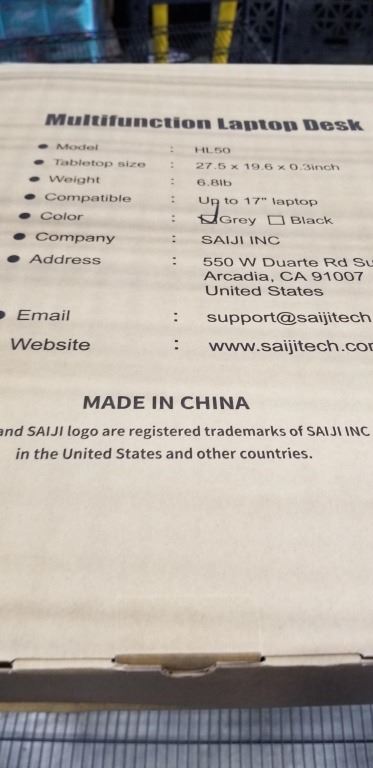 Multifunction Laptop Desk
● Model : HL50
● Tabletop size : 27.5 x 19.6 x 0.3inch
● Weight : 6.8lb
● Compatible : Up to 17" laptop
● Color : ☑ Grey ☐ Black
● Company : SAIJI INC
● Address : 550 W Duarte Rd
Arcadia, CA 91007
United States
● Email : support@saijitech
Website : www.saijitech.com
MADE IN CHINA
and SAIJI logo are registered trademarks of SAIJI INC
in the United States and other countries.